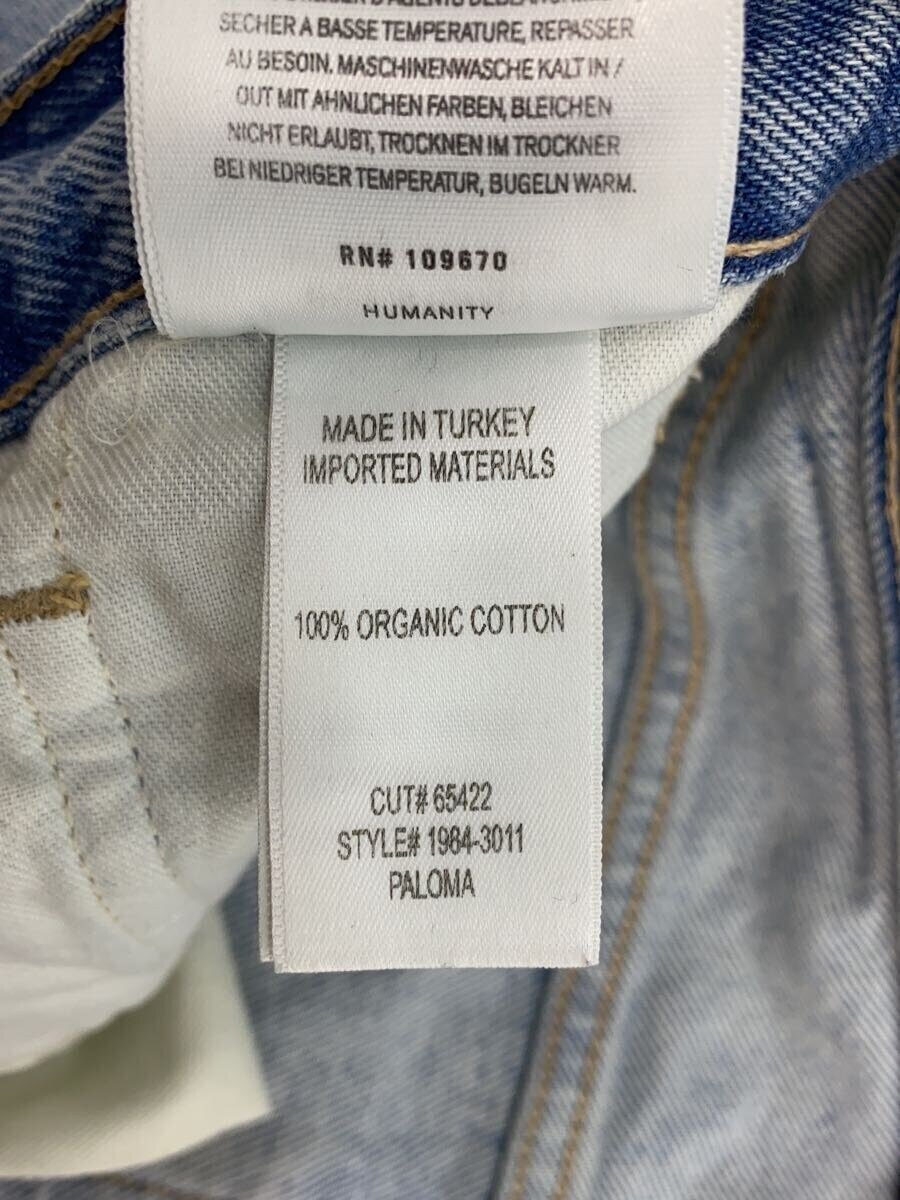 SECHER A BASSE TEMPERATURE, REPASSER
AU BESOIN. MASCHINENWASCHE KALT IN /
OUT MIT AHNLICHEN FARBEN, BLEICHEN
NICHT ERLAUBT, TROCKNEN IM TROCKNER
BEI NIEDRIGER TEMPERATUR, BUGELN WARM.
RN# 109670
HUMANITY
MADE IN TURKEY
IMPORTED MATERIALS
100% ORGANIC COTTON
CUT# 65422
STYLE# 1984-3011
PALOMA